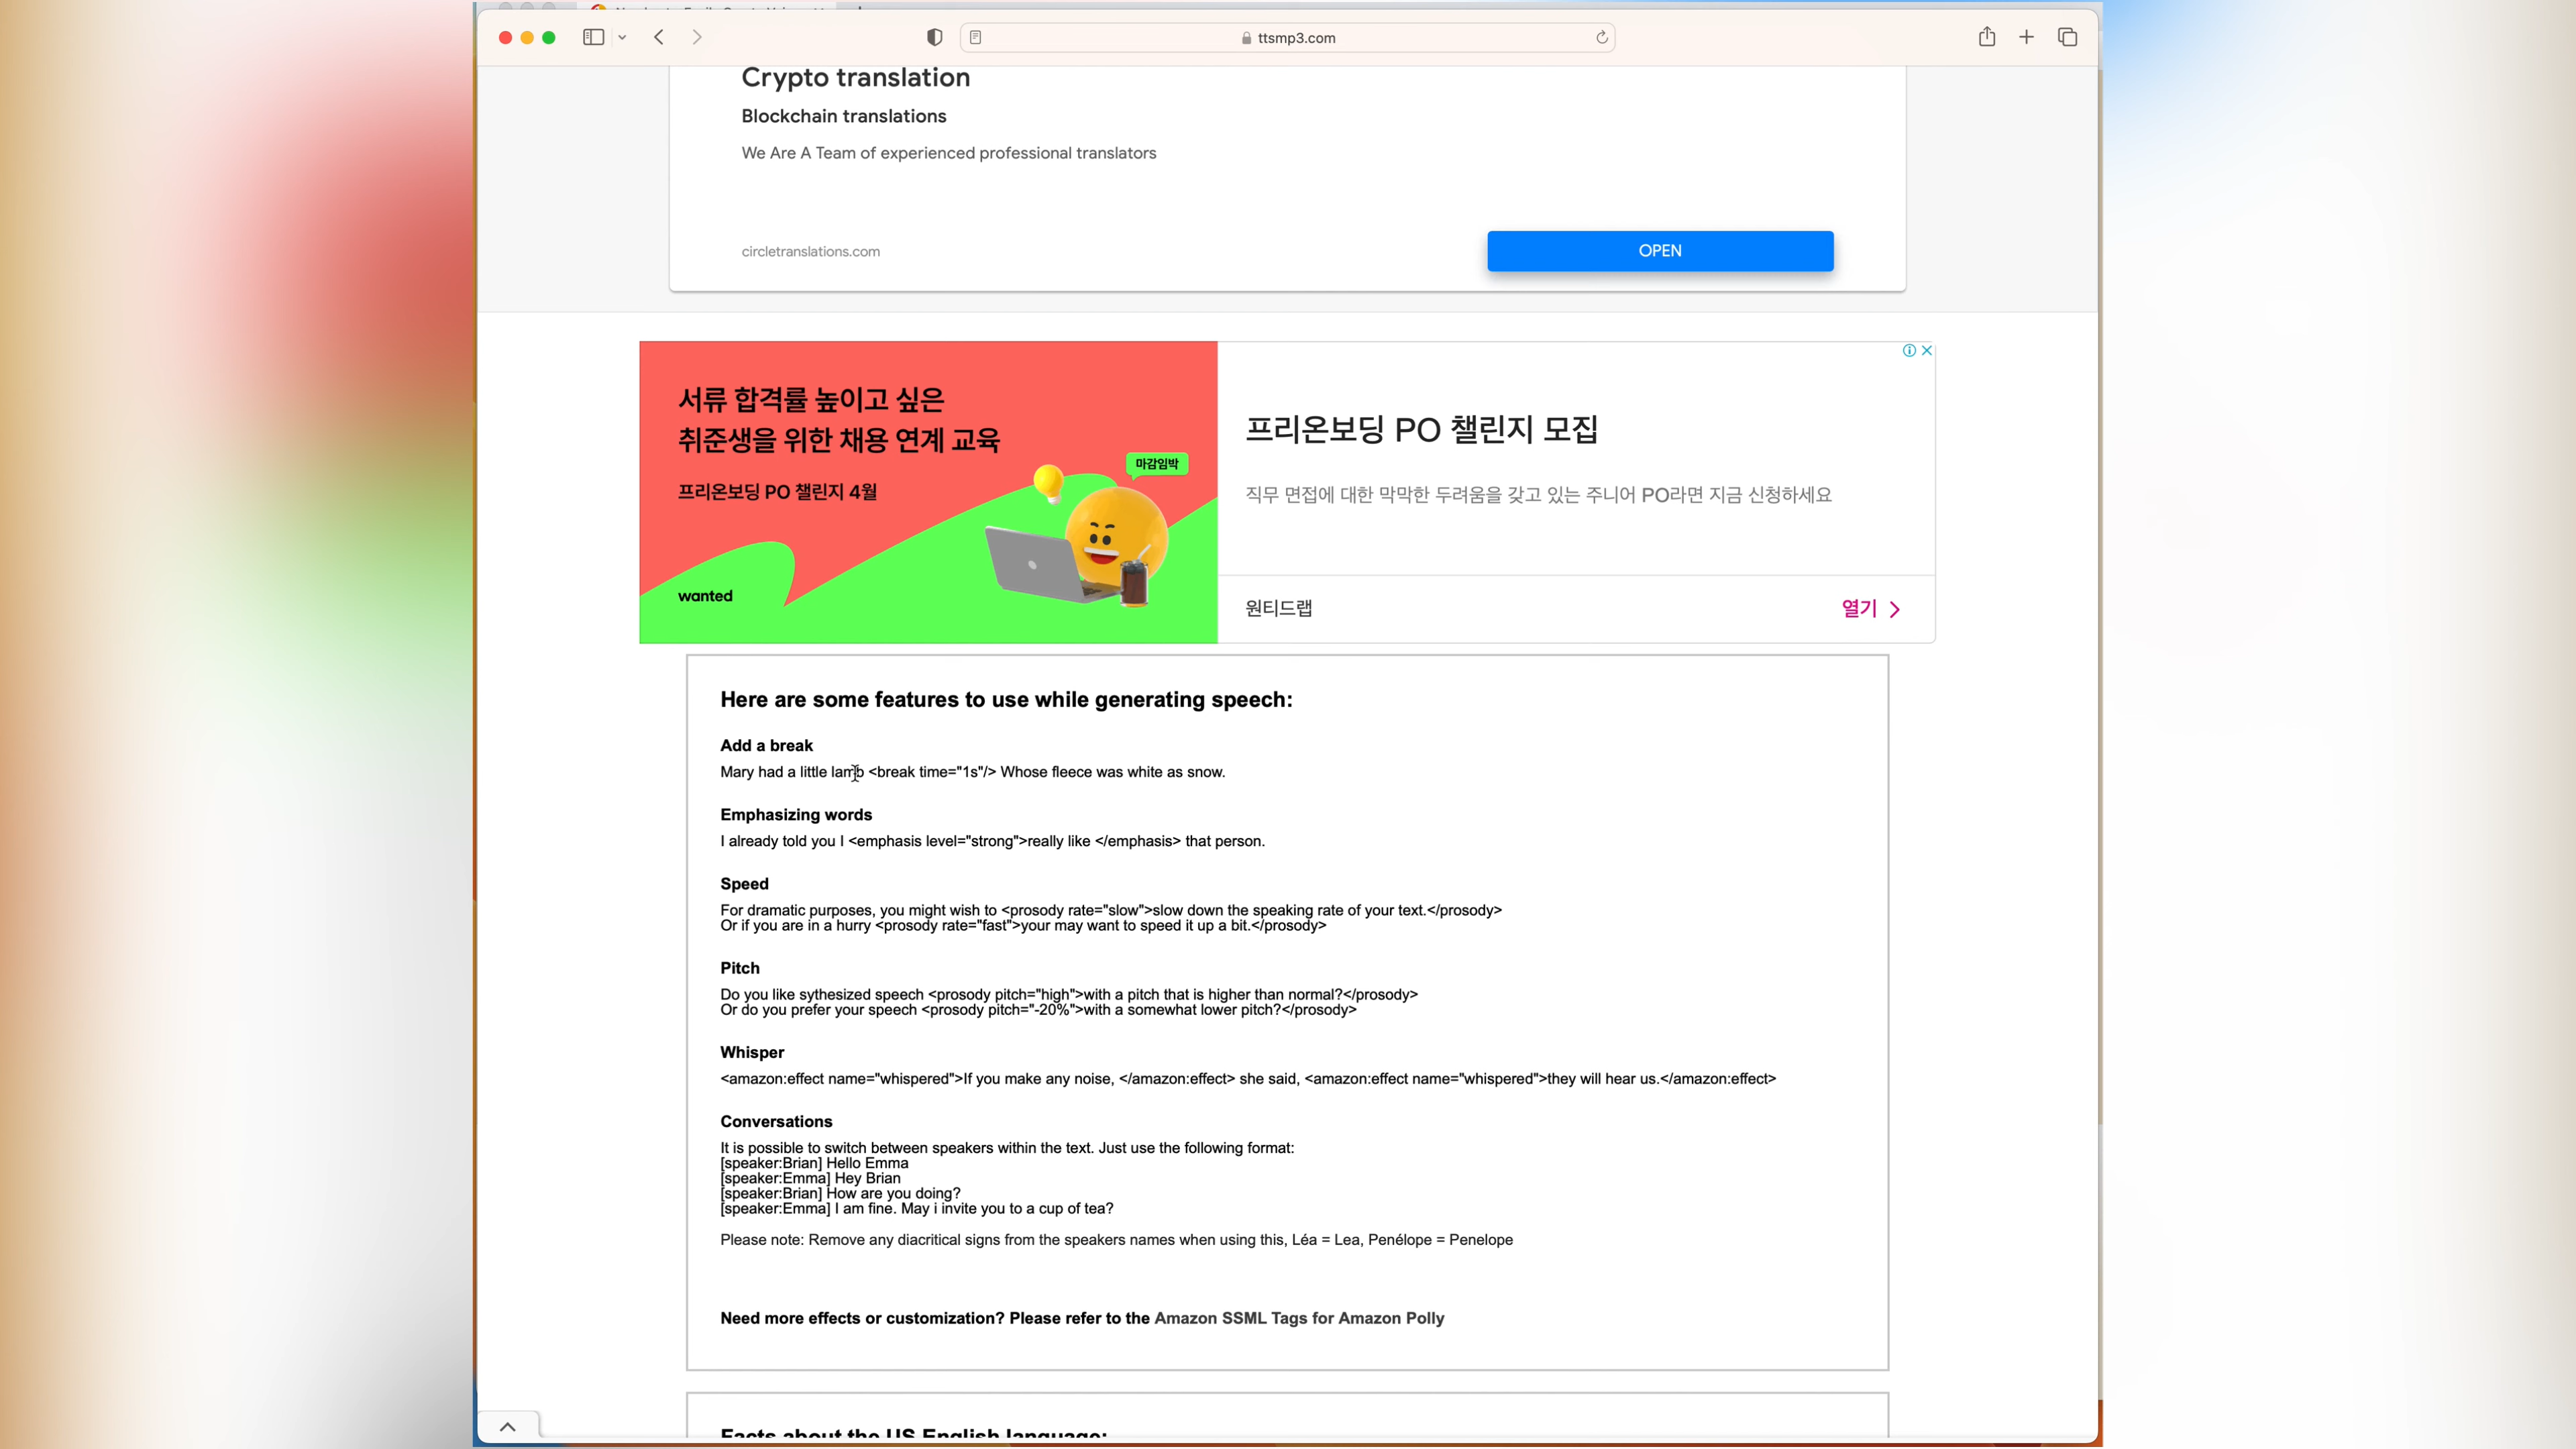 ttsmp3.com
Crypto translation
Blockchain translations
We Are A Team of experienced professional translators
circletranslations.com
OPEN
서류 합격률 높이고 싶은
취준생을 위한 채용 연계 교육
프리온보딩 PO 챌린지 4월
마감임박
wanted
프리온보딩 PO 챌린지 모집
직무 면접에 대한 막막한 두려움을 갖고 있는 주니어 PO라면 지금 신청하세요
원티드랩
열기
Here are some features to use while generating speech:
Add a break
Mary had a little lamb <break time="1s"/> Whose fleece was white as snow.
Emphasizing words
I already told you I <emphasis level="strong">really like </emphasis> that person.
Speed
For dramatic purposes, you might wish to <prosody rate="slow">slow down the speaking rate of your text.</prosody>
Or if you are in a hurry <prosody rate="fast">your may want to speed it up a bit.</prosody>
Pitch
Do you like sythesized speech <prosody pitch="high">with a pitch that is higher than normal?</prosody>
Or do you prefer your speech <prosody pitch="-20%">with a somewhat lower pitch?</prosody>
Whisper
<amazon:effect name="whispered">If you make any noise, </amazon:effect> she said, <amazon:effect name="whispered">they will hear us.</amazon:effect>
Conversations
It is possible to switch between speakers within the text. Just use the following format:
[speaker:Brian] Hello Emma
[speaker:Emma] Hey Brian
[speaker:Brian] How are you doing?
[speaker:Emma] I am fine. May i invite you to a cup of tea?
Please note: Remove any diacritical signs from the speakers names when using this, Léa = Lea, Penélope = Penelope
Need more effects or customization? Please refer to the Amazon SSML Tags for Amazon Polly
Facts about the US English language: